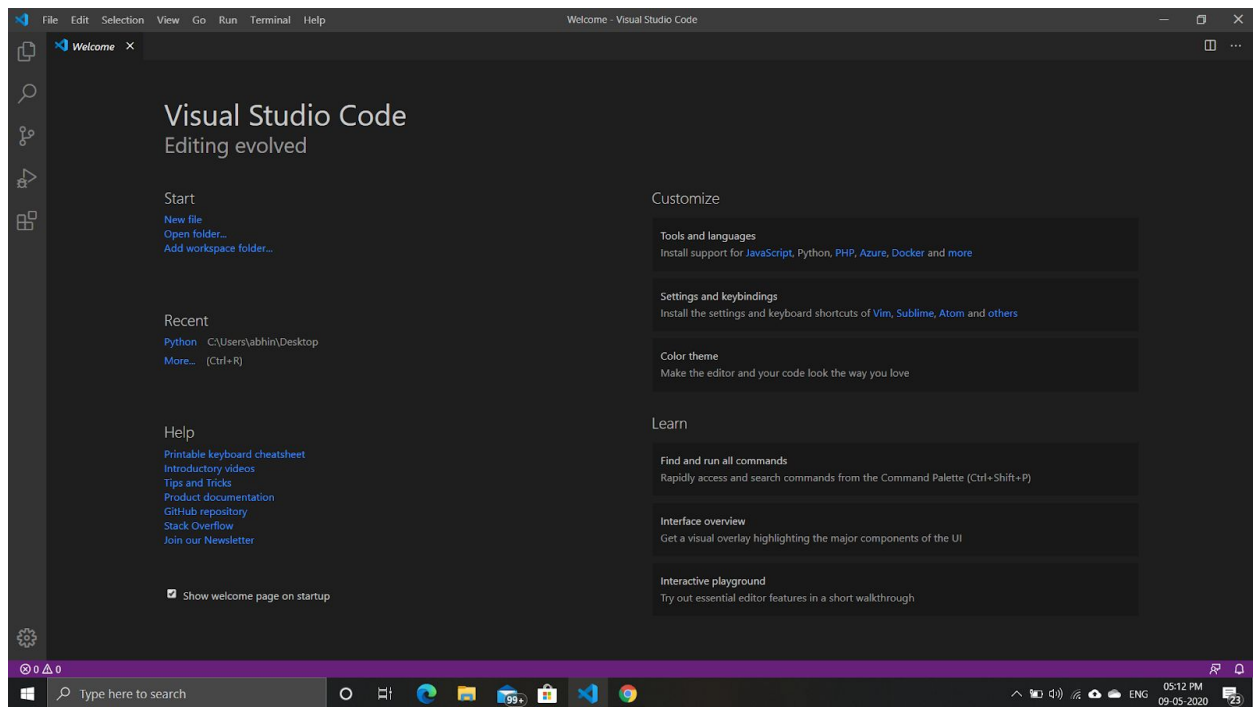 File Edit Selection View Go Run Terminal Help
Welcome - Visual Studio Code
Welcome
Visual Studio Code
Editing evolved
Start
New file
Open folder...
Add workspace folder...
Recent
Python C:\Users\abhin\Desktop
More... (Ctrl+R)
Help
Printable keyboard cheatsheet
Introductory videos
Tips and Tricks
Product documentation
GitHub repository
Stack Overflow
Join our Newsletter
Show welcome page on startup
Customize
Tools and languages
Install support for JavaScript, Python, PHP, Azure, Docker and more
Settings and keybindings
Install the settings and keyboard shortcuts of Vim, Sublime, Atom and others
Color theme
Make the editor and your code look the way you love
Learn
Find and run all commands
Rapidly access and search commands from the Command Palette (Ctrl+Shift+P)
Interface overview
Get a visual overlay highlighting the major components of the UI
Interactive playground
Try out essential editor features in a short walkthrough
0 0
Type here to search
99+
ENG
05:12 PM
09-05-2020
23